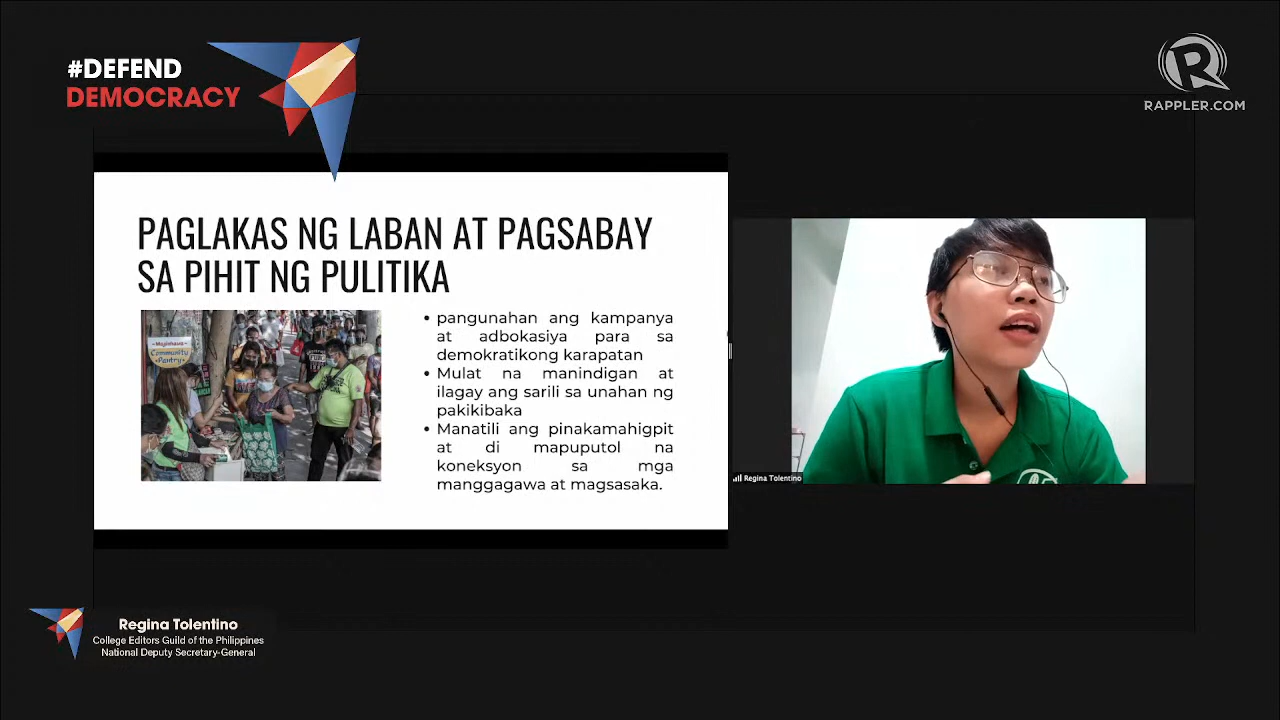 #DEFEND
DEMOCRACY
R
RAPPLER.COM
PAGLAKAS NG LABAN AT PAGSABAY
SA PIHIT NG PULITIKA
Community
Pantry
• pangunahan ang kampanya
at adbokasiya para sa
demokratikong karapatan
• Mulat na manindigan at
ilagay ang sarili sa unahan ng
pakikibaka
• Manatili ang pinakamahigpit
at di mapuputol na
koneksyon sa mga
manggagawa at magsasaka.
Regina Tolentino
Regina Tolentino
College Editors Guild of the Philippines
National Deputy Secretary-General